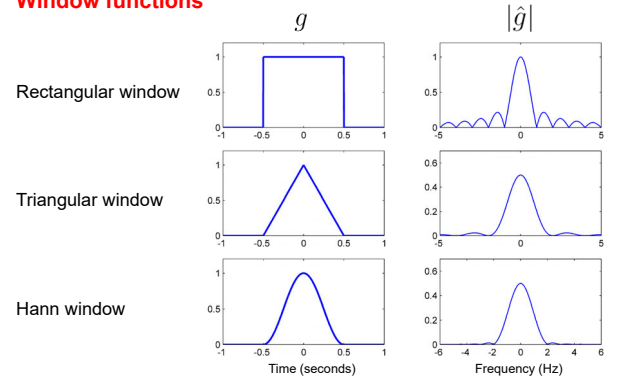 Window functions
g
|ĝ|
Rectangular window
1
0.5
0
-1 -0.5 0 0.5 1
1
0.5
0
-5 0 5
Triangular window
1
0.5
0
-1 -0.5 0 0.5 1
0.6
0.4
0.2
0
-5 0 5
Hann window
1
0.5
0
-1 -0.5 0 0.5 1
Time (seconds)
0.6
0.4
0.2
0
-6 -4 -2 0 2 4 6
Frequency (Hz)